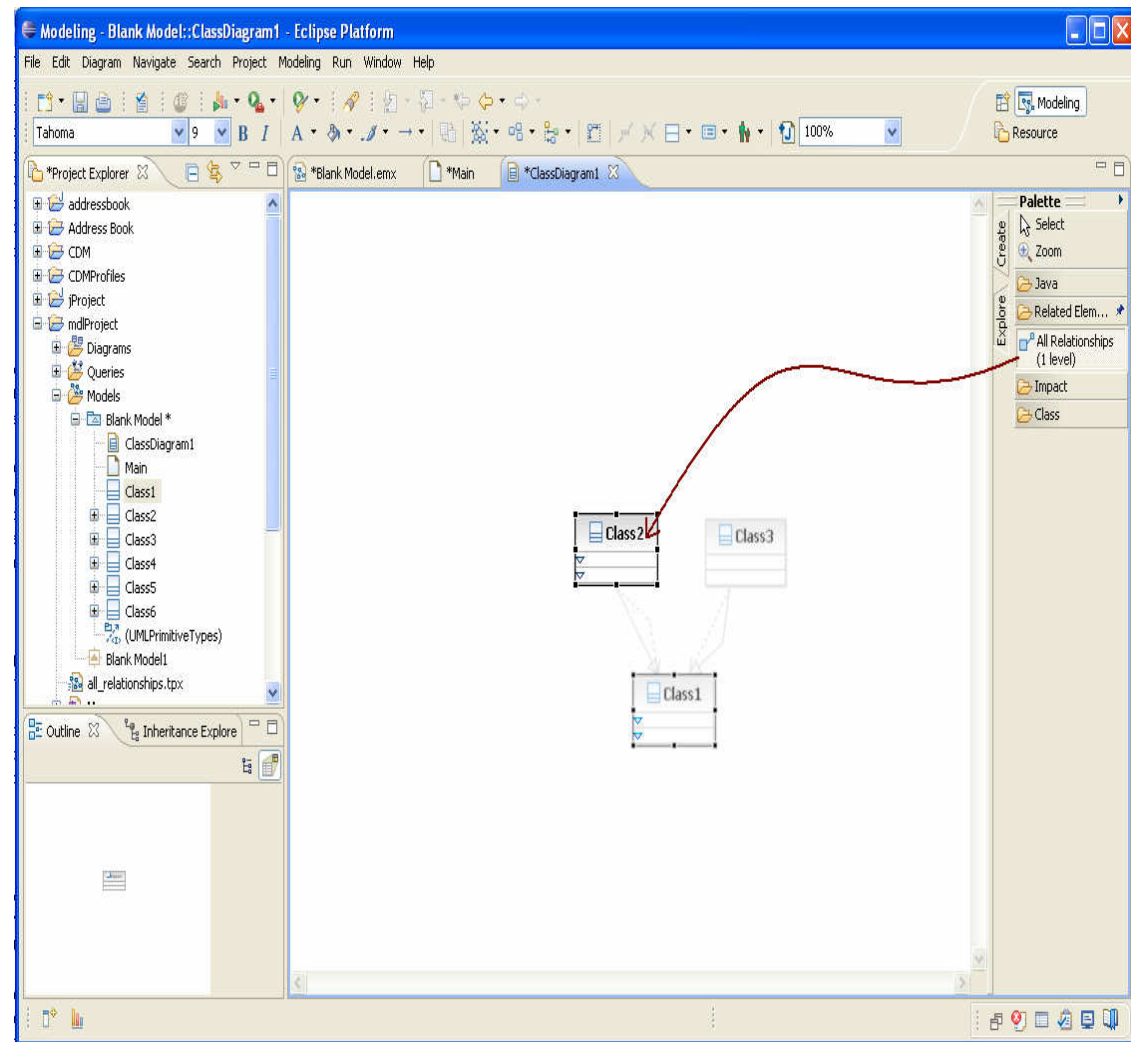 Modeling - Blank Model::ClassDiagram1 - Eclipse Platform
File Edit Diagram Navigate Search Project Modeling Run Window Help
Modeling
Tahoma 9 B I A 100%
Resource
*Project Explorer
*Blank Model.emx
*Main
*ClassDiagram1
addressbook
Address Book
CDM
CDMProfiles
jProject
mdlProject
Diagrams
Queries
Models
Blank Model *
ClassDiagram1
Main
Class1
Class2
Class3
Class4
Class5
Class6
(UMLPrimitiveTypes)
Blank Model1
all_relationships.tpx
Outline
Inheritance Explore
Class2
Class3
Class1
Create
Explore
Palette
Select
Zoom
Java
Related Elem...
All Relationships
(1 level)
Impact
Class